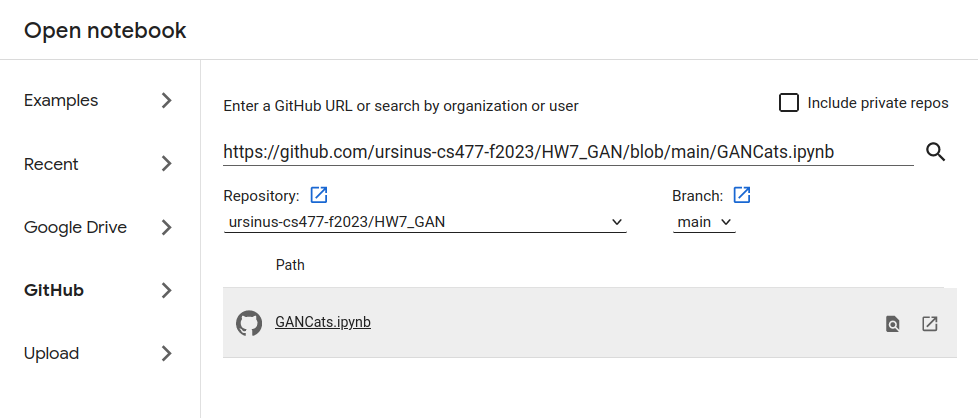 Open notebook
Examples
Recent
Google Drive
GitHub
Upload
Enter a GitHub URL or search by organization or user
Include private repos
https://github.com/ursinus-cs477-f2023/HW7_GAN/blob/main/GANCats.ipynb
Repository:
Branch:
ursinus-cs477-f2023/HW7_GAN
main
Path
GANCats.ipynb